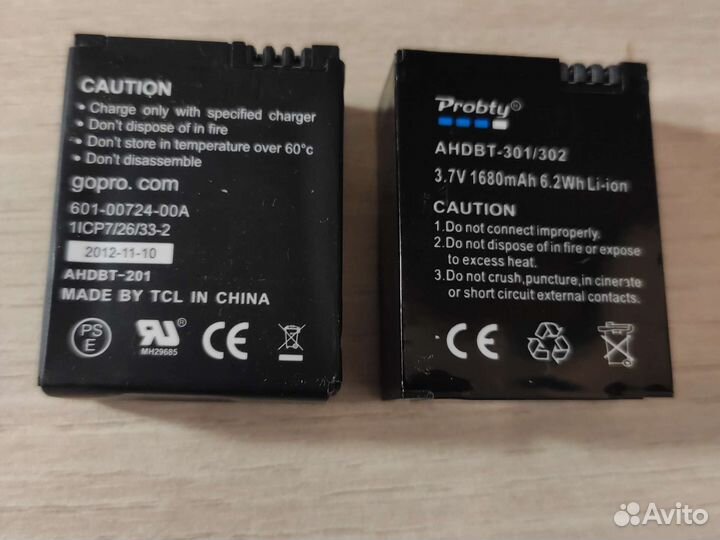 CAUTION
• Charge only with specified charger
• Don't dispose of in fire
• Don't store in temperature over 60°c
• Don't disassemble
gopro. com
601-00724-00A
1ICP7/26/33-2
2012-11-10
AHDBT-201
MADE BY TCL IN CHINA
PS
E
RU
MH29685
CE
Probty®
AHDBT-301/302
3.7V 1680mAh 6.2Wh Li-ion
CAUTION
1.Do not connect improperly.
2.Do not dispose of in fire or expose
to excess heat.
3.Do not crush,puncture,in cinerate
or short circuit external contacts.
CE
Avito